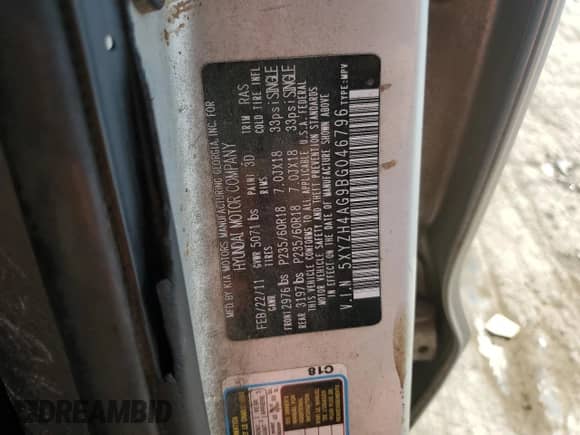 MFD BY KIA MOTORS MANUFACTURING GEORGIA, INC. FOR
HYUNDAI MOTOR COMPANY
FEB/22/11 GVWR 5071 lbs PAINT 3D TRIM RAS
GAWR TIRES RIMS COLD TIRE INFL
FRONT 2976 lbs P235/60R18 7.0JX18 33psi SINGLE
REAR 3197 lbs P235/60R18 7.0JX18 33psi SINGLE
THIS VEHICLE CONFORMS TO ALL APPLICABLE U.S.A. FEDERAL
MOTOR VEHICLE SAFETY AND THEFT PREVENTION STANDARDS
IN EFFECT ON THE DATE OF MANUFACTURE SHOWN ABOVE
V.I.N 5XYZH4AG9BG046796 TYPE:MPV
C18
DREAMBID